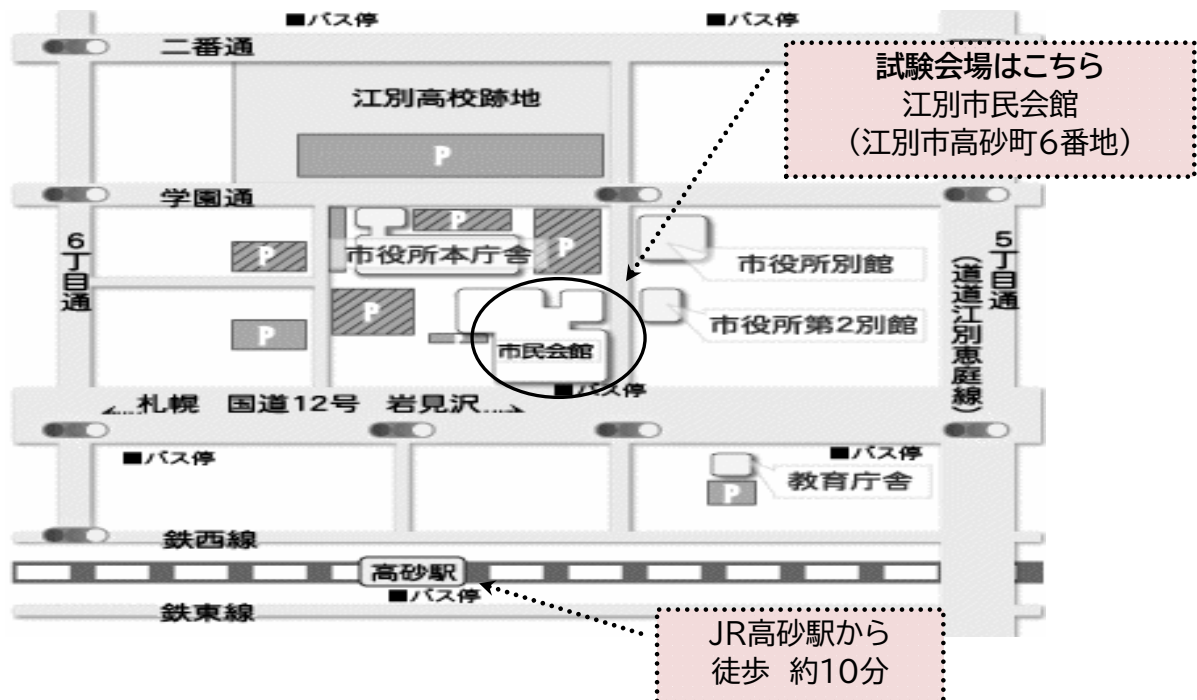 ■バス停
■バス停
二番通
試験会場はこちら
江別市民会館
（江別市高砂町6番地）
江別高校跡地
P
学園通
6丁目通
P
P
市役所本庁舎
P
市役所別館
5丁目通
（道道江別恵庭線）
P
P
市役所第2別館
市民会館
■バス停
札幌 国道12号 岩見沢
■バス停
■バス停
教育庁舎
P
鉄西線
高砂駅
■バス停
鉄東線
JR高砂駅から
徒歩 約10分